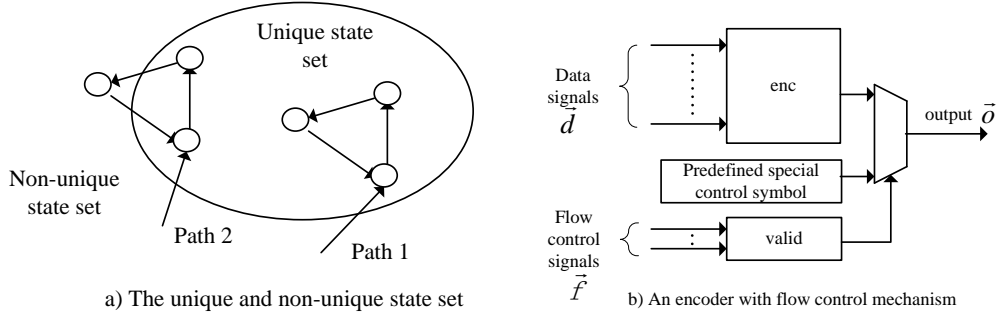 Unique state
set
Non-unique
state set
Path 2
Path 1
a) The unique and non-unique state set
Data
signals
d⃗
enc
output o⃗
Predefined special
control symbol
Flow
control
signals
f⃗
valid
b) An encoder with flow control mechanism